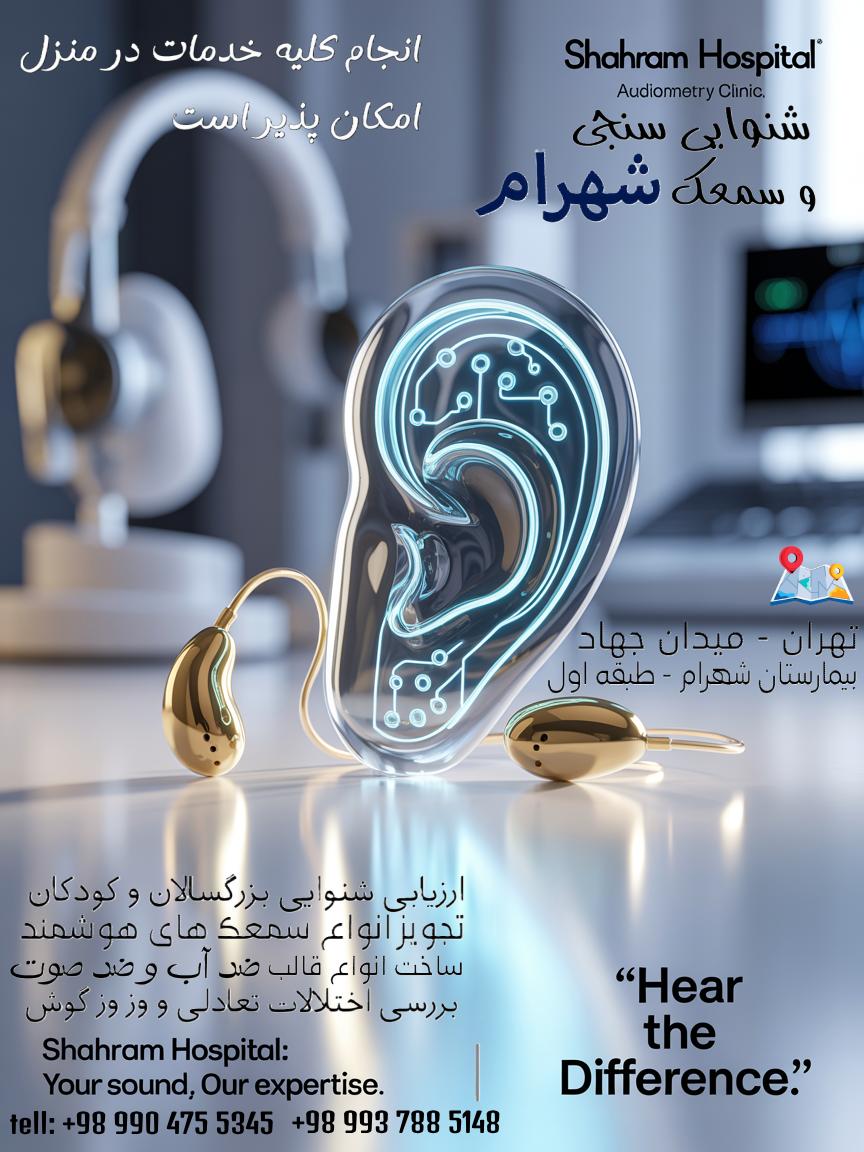 انجام کلیه خدمات در منزل
امکان پذیر است
Shahram Hospital®
Audiometry Clinic.
شنوایی سنجی
و سمعک شهرام
تهران - میدان جهاد
بیمارستان شهرام - طبقه اول
ارزیابی شنوایی بزرگسالان و کودکان
تجویز انواع سمعک های هوشمند
ساخت انواع قالب ضد آب و ضد صوت
بررسی اختلالات تعادلی و وز وز گوش
Shahram Hospital:
Your sound, Our expertise.
tell: +98 990 475 5345 +98 993 788 5148
“Hear
the
Difference.”